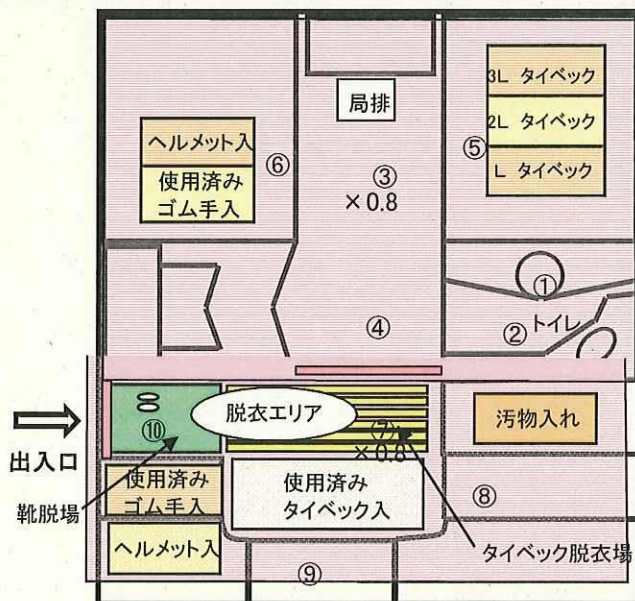 3L タイベック
局排
2L タイベック
ヘルメット入
⑥
③
⑤
L タイベック
使用済み
ゴム手入
×0.8
①
④
② トイレ
脱衣エリア
⑩
⑦
×0.8
汚物入れ
出入口
使用済み
ゴム手入
使用済み
タイベック入
⑧
靴脱場
ヘルメット入
タイベック脱衣場
⑨